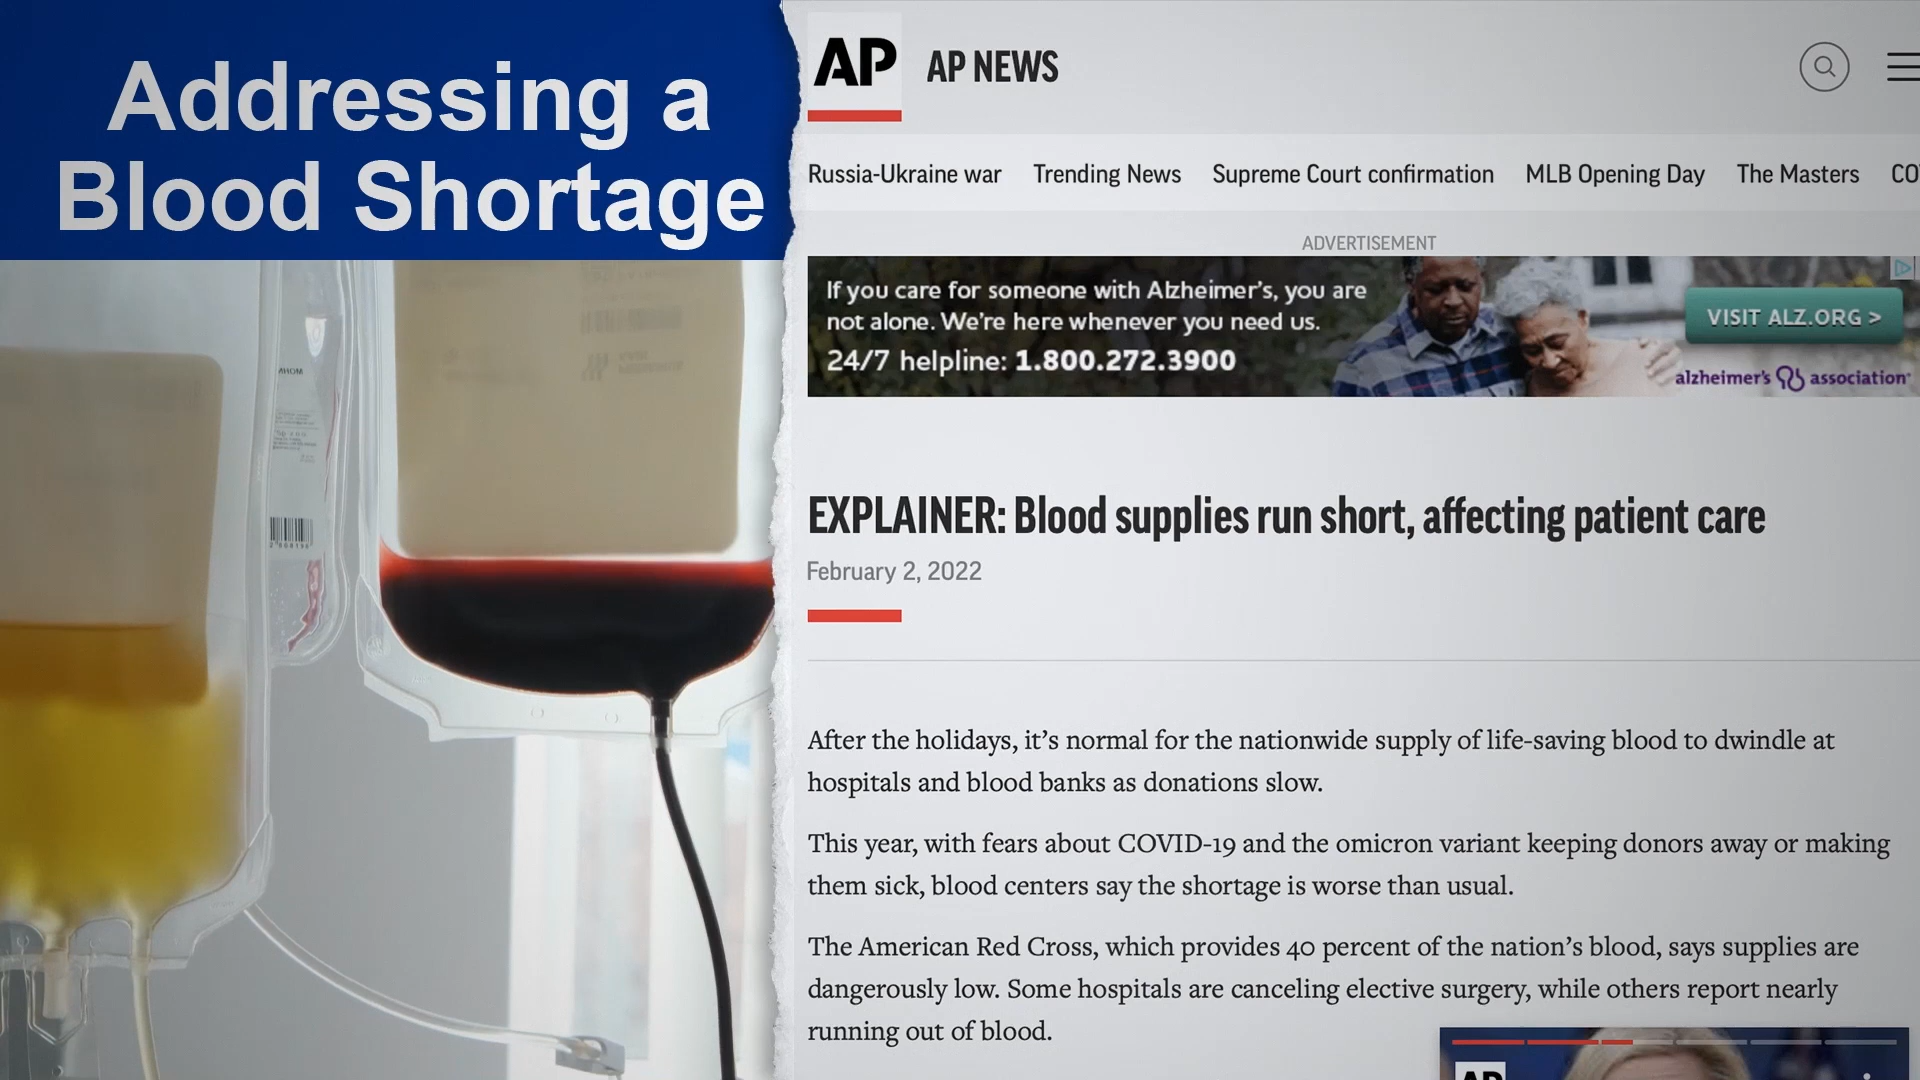 Addressing a
Blood Shortage
AP AP NEWS
Russia-Ukraine war Trending News Supreme Court confirmation MLB Opening Day The Masters
ADVERTISEMENT
If you care for someone with Alzheimer's, you are
not alone. We're here whenever you need us.
24/7 helpline: 1.800.272.3900
VISIT ALZ.ORG >
alzheimer's association
EXPLAINER: Blood supplies run short, affecting patient care
February 2, 2022
After the holidays, it's normal for the nationwide supply of life-saving blood to dwindle at
hospitals and blood banks as donations slow.
This year, with fears about COVID-19 and the omicron variant keeping donors away or making
them sick, blood centers say the shortage is worse than usual.
The American Red Cross, which provides 40 percent of the nation's blood, says supplies are
dangerously low. Some hospitals are canceling elective surgery, while others report nearly
running out of blood.
AP